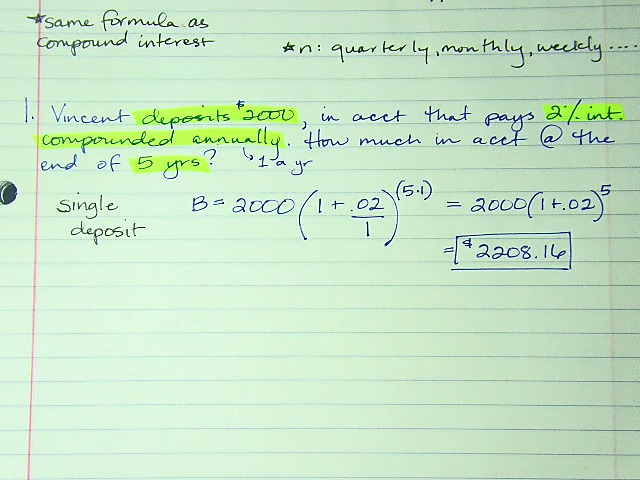 *same formula as
compound interest
*n: quarterly, monthly, weekly....
1. Vincent deposits $2000, in acct that pays 2% int.
compounded annually. How much in acct @ the
end of 5 yrs? ↳1 a yr
single
deposit
B = 2000 (1 + .02/1)^(5·1) = 2000(1+.02)^5
= $2208.16